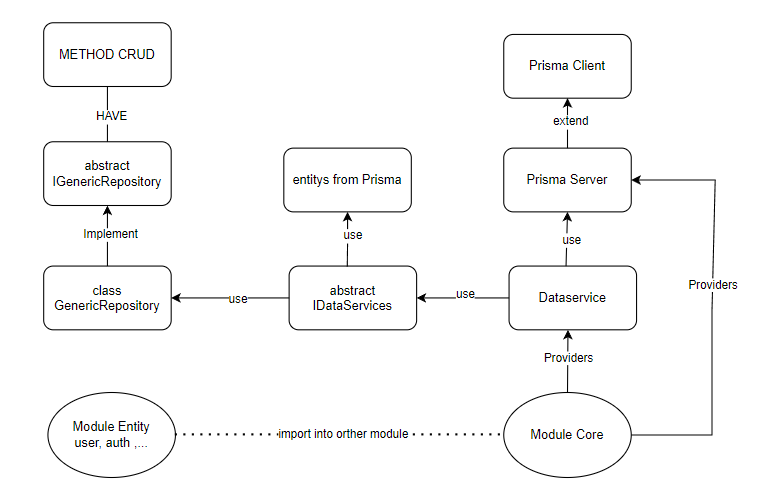 METHOD CRUD
Prisma Client
HAVE
extend
abstract
IGenericRepository
entitys from Prisma
Prisma Server
Implement
use
use
class
GenericRepository
use
abstract
IDataServices
use
Dataservice
Providers
Providers
Module Entity
user, auth ,...
import into orther module
Module Core